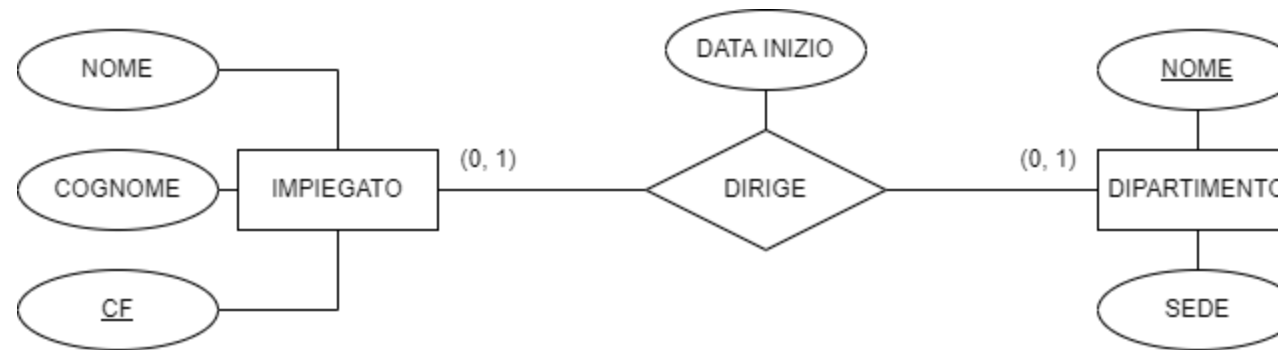 DATA INIZIO
NOME
NOME
(0, 1)
(0, 1)
COGNOME
IMPIEGATO
DIRIGE
DIPARTIMENTO
CF
SEDE